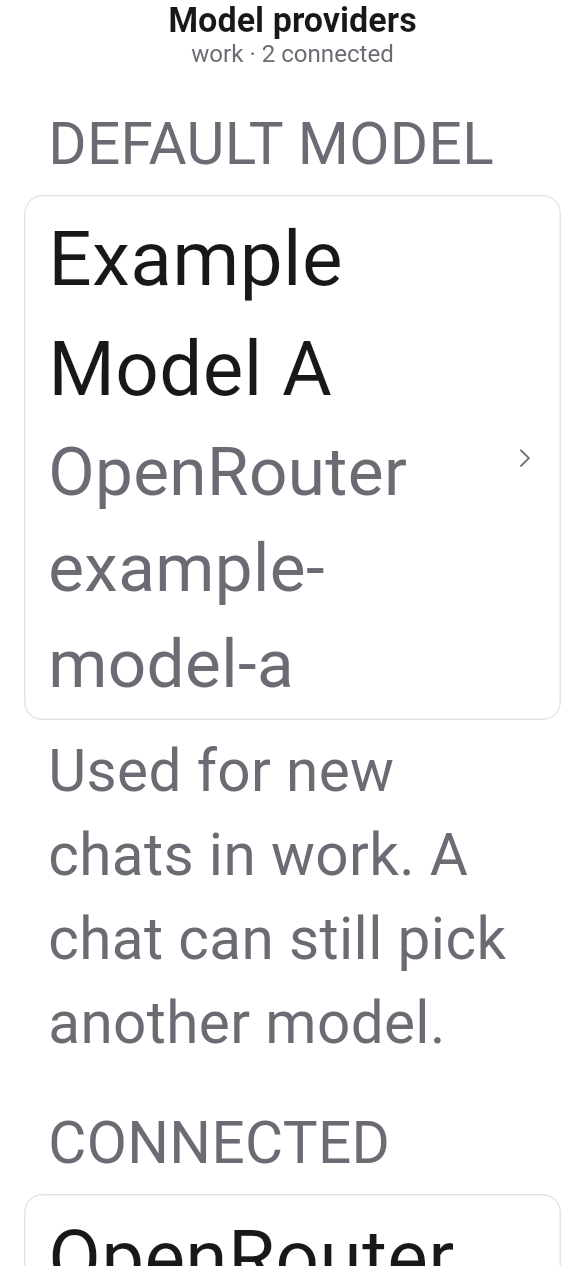 Model providers
work · 2 connected
DEFAULT MODEL
Example
Model A
OpenRouter
example-
model-a
Used for new
chats in work. A
chat can still pick
another model.
CONNECTED
OpenRouter